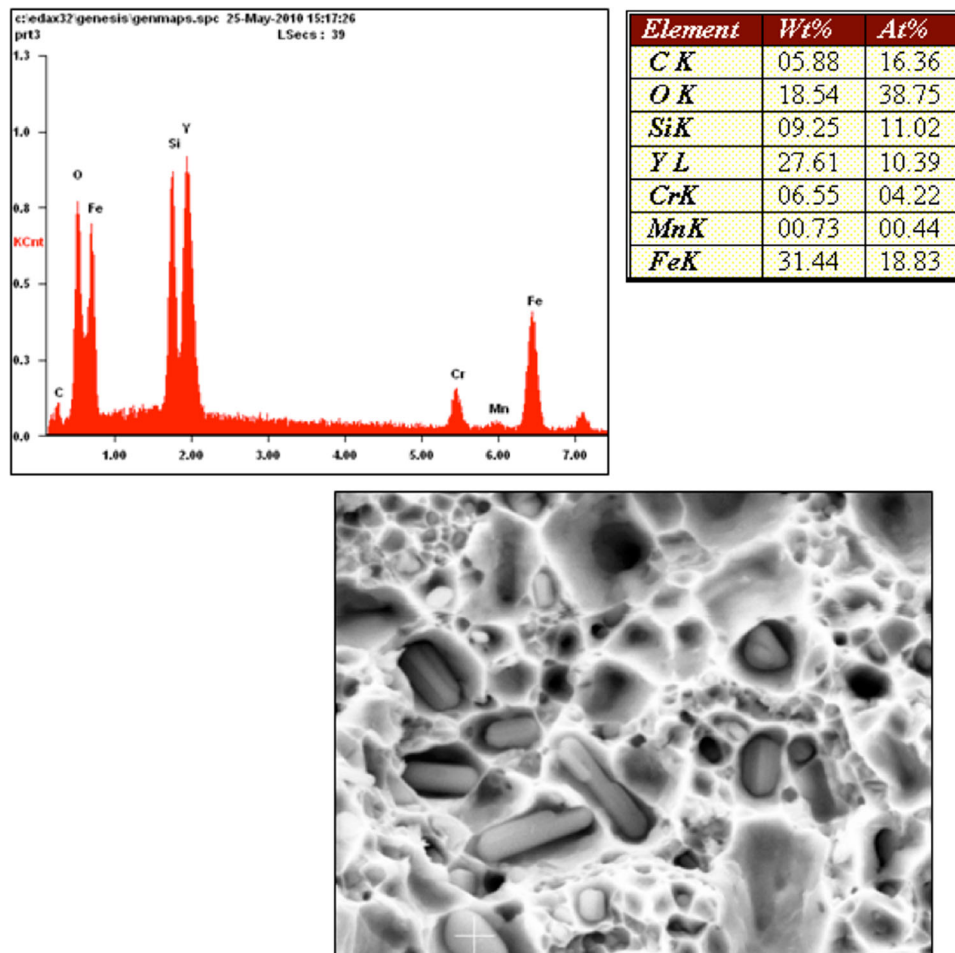 c:\edax32\genesis\genmaps.spc 25-May-2010 15:17:26
prt3 LSecs : 39
1.3
1.0
0.8
KCnt
0.5
0.3
0.0
C
O
Fe
Si
Y
Cr
Mn
Fe
1.00 2.00 3.00 4.00 5.00 6.00 7.00
Element Wt% At%
C K 05.88 16.36
O K 18.54 38.75
SiK 09.25 11.02
Y L 27.61 10.39
CrK 06.55 04.22
MnK 00.73 00.44
FeK 31.44 18.83